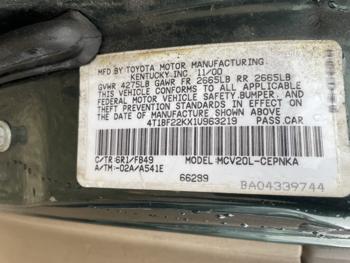 MFD BY TOYOTA MOTOR MANUFACTURING,
KENTUCKY,INC. 11/00
GVWR 4275LB GAWR FR 2665LB RR 2665LB
THIS VEHICLE CONFORMS TO ALL APPLICABLE
FEDERAL MOTOR VEHICLE SAFETY,BUMPER, AND
THEFT PREVENTION STANDARDS IN EFFECT ON THE
DATE OF MANUFACTURE SHOWN ABOVE.
4T1BF22KX1U963219 PASS.CAR
C/TR:6R1/FB49 MODEL:MCV20L-CEPNKA
A/TM:-02A/A541E
66299
BA04339744